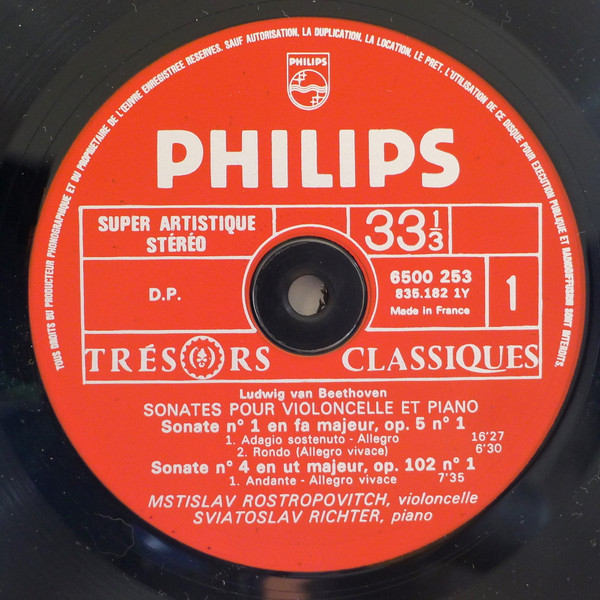 TOUS DROITS DU PRODUCTEUR PHONOGRAPHIQUE ET DU PROPRIETAIRE DE L'ŒUVRE ENREGISTREE RESERVES. SAUF AUTORISATION, LA DUPLICATION, LA LOCATION, LE PRET, L'UTILISATION DE CE DISQUE POUR EXECUTION PUBLIQUE ET RADIODIFFUSION SONT INTERDITS.
PHILIPS
PHILIPS
SUPER ARTISTIQUE
STÉRÉO
33 1/3
D.P.
6500 253
835.182 1Y
Made in France
1
TRÉSORS CLASSIQUES
Ludwig van Beethoven
SONATES POUR VIOLONCELLE ET PIANO
Sonate n° 1 en fa majeur, op. 5 n° 1
1. Adagio sostenuto - Allegro 16'27
2. Rondo (Allegro vivace) 6'30
Sonate n° 4 en ut majeur, op. 102 n° 1
1. Andante - Allegro vivace 7'35
MSTISLAV ROSTROPOVITCH, violoncelle
SVIATOSLAV RICHTER, piano